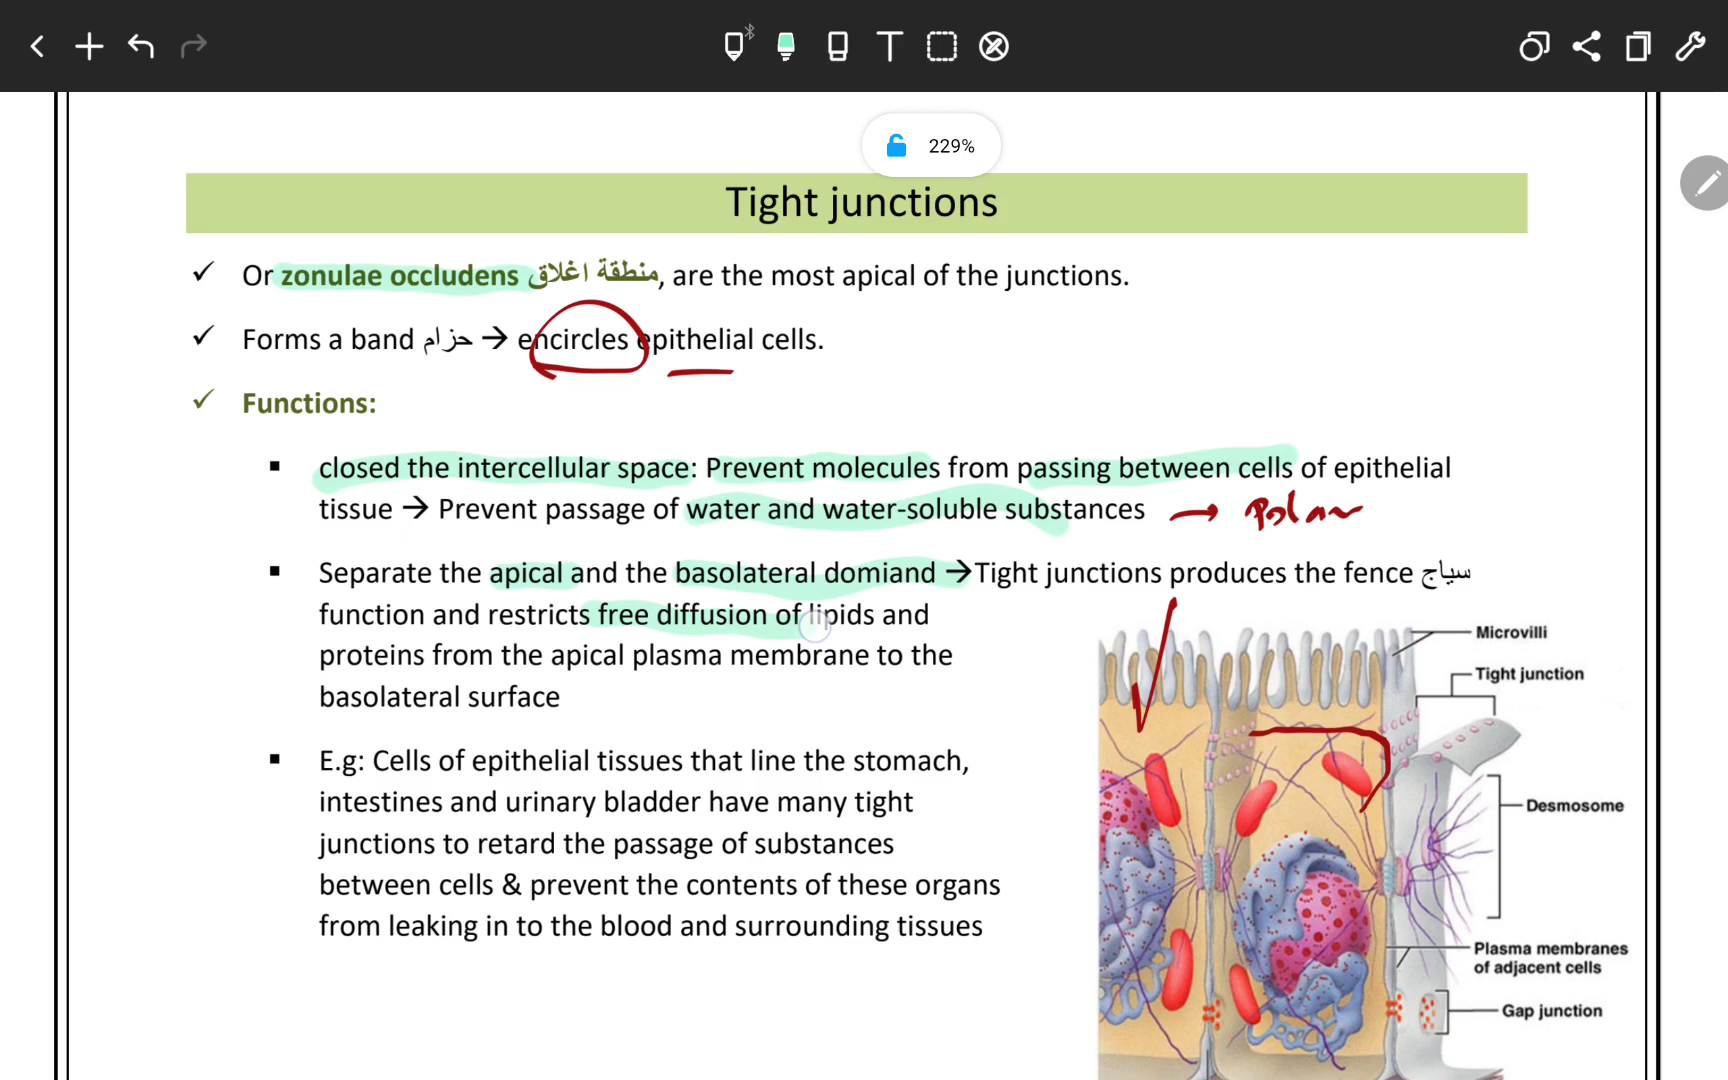 229%
Tight junctions
✓ Or zonulae occludens منطقة اغلاق, are the most apical of the junctions.
✓ Forms a band حزام → encircles epithelial cells.
✓ Functions:
▪ closed the intercellular space: Prevent molecules from passing between cells of epithelial
tissue → Prevent passage of water and water-soluble substances → Polar
▪ Separate the apical and the basolateral domiand →Tight junctions produces the fence سياج
function and restricts free diffusion of lipids and
proteins from the apical plasma membrane to the
basolateral surface
▪ E.g: Cells of epithelial tissues that line the stomach,
intestines and urinary bladder have many tight
junctions to retard the passage of substances
between cells & prevent the contents of these organs
from leaking in to the blood and surrounding tissues
Microvilli
Tight junction
Desmosome
Plasma membranes
of adjacent cells
Gap junction